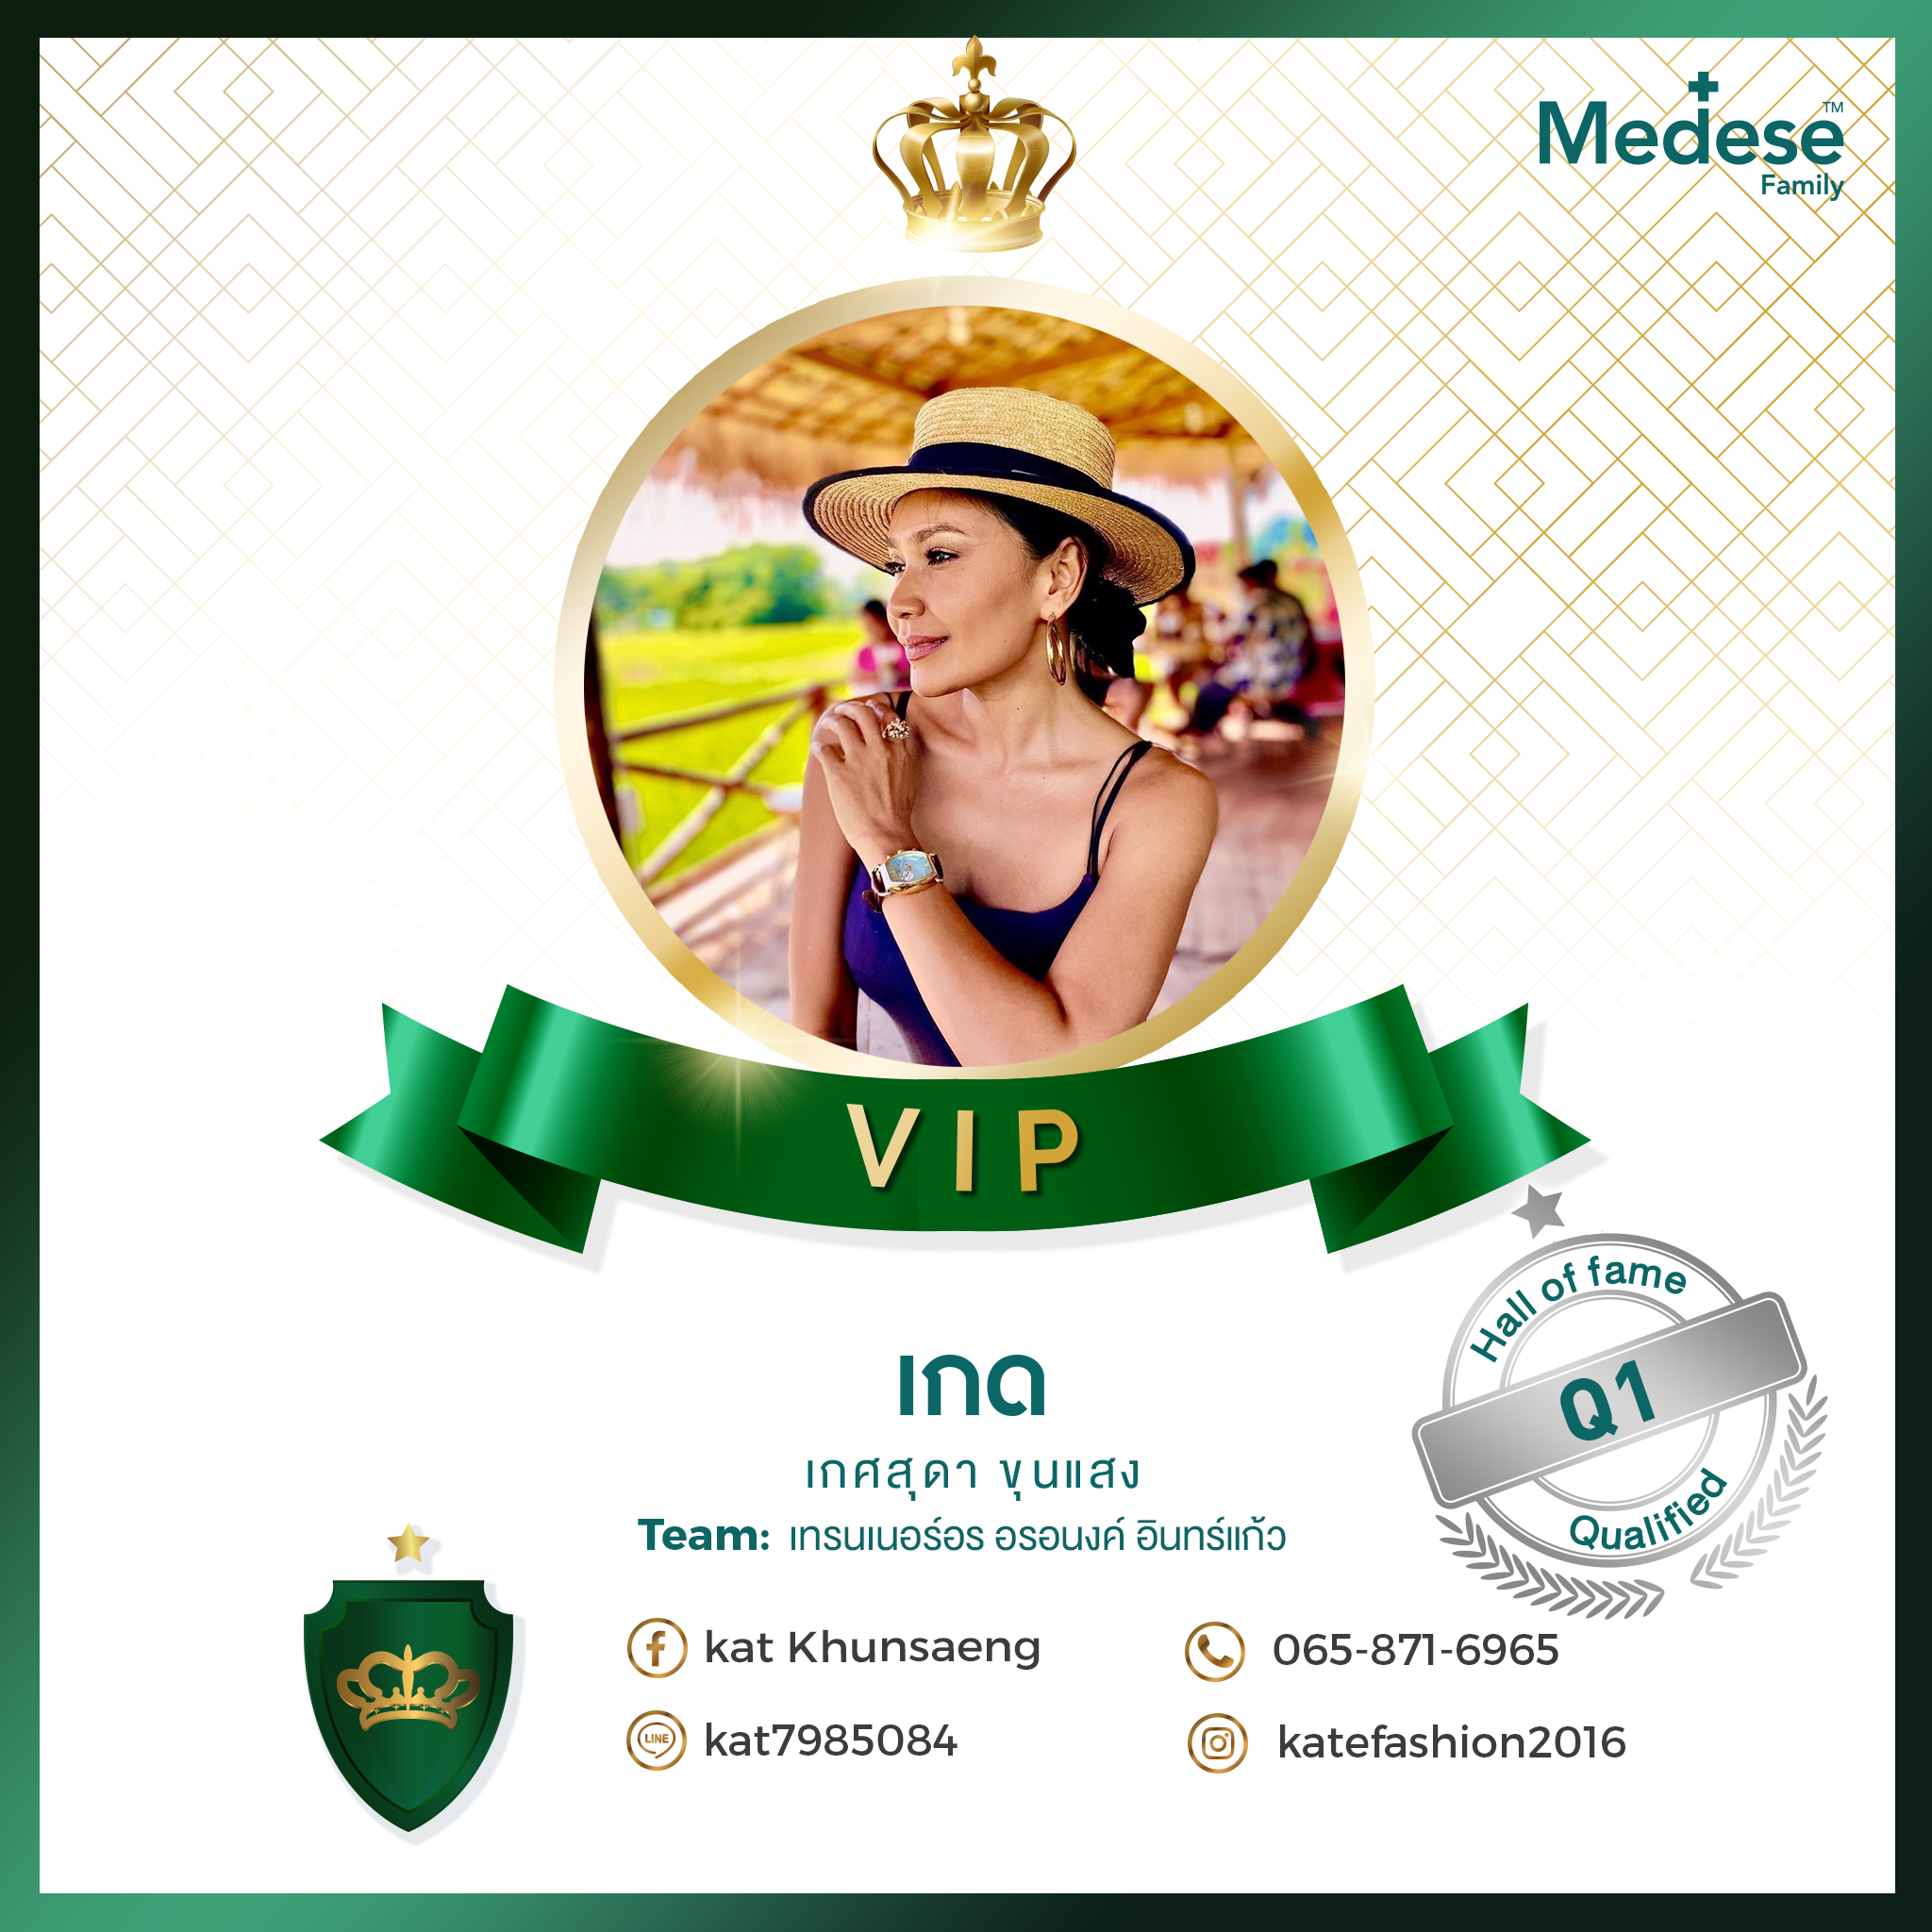 Medese™
Family
VIP
Hall of fame
Q1
Qualified
เกด
เกศสุดา ขุนแสง
Team: เทรนเนอร์อร อรอนงค์ อินทร์แก้ว
kat Khunsaeng
065-871-6965
LINE
kat7985084
katefashion2016